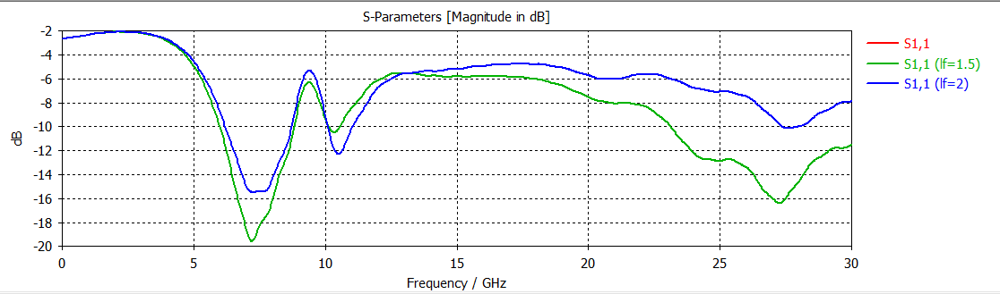 S-Parameters [Magnitude in dB]
-2
-4
-6
-8
-10
-12
-14
-16
-18
-20
dB
0 5 10 15 20 25 30
Frequency / GHz
S1,1
S1,1 (lf=1.5)
S1,1 (lf=2)